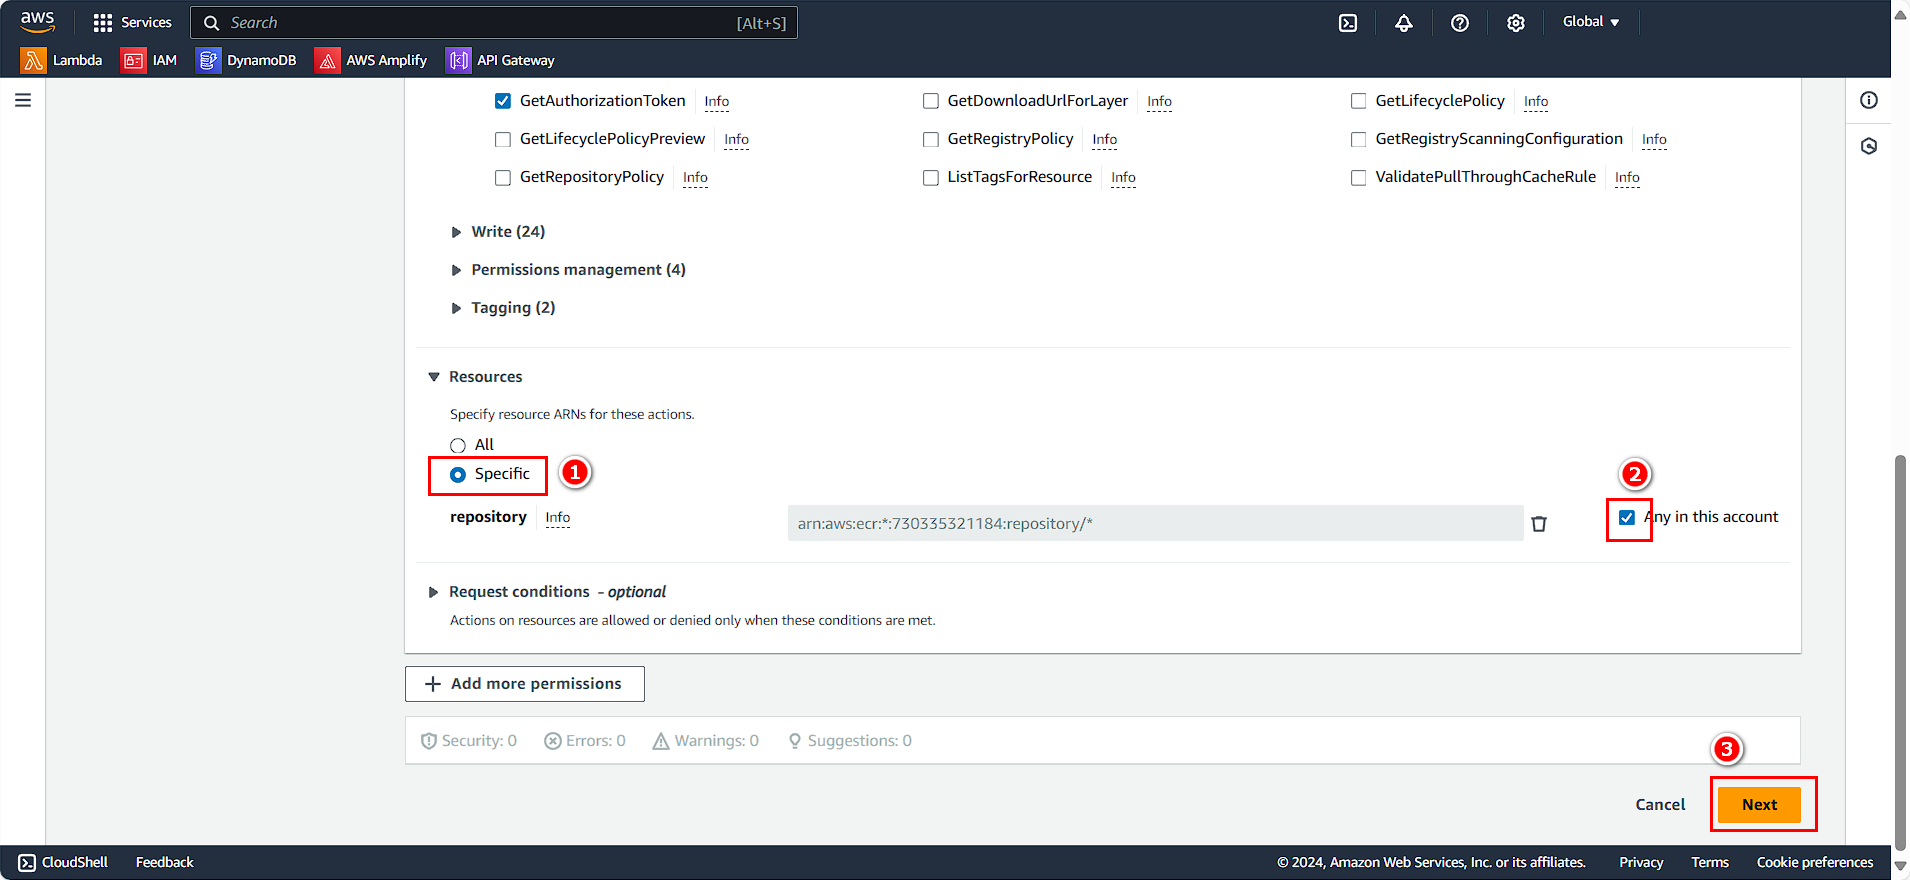 aws
Services
Search
[Alt+S]
Global
Lambda
IAM
DynamoDB
AWS Amplify
API Gateway
GetAuthorizationToken Info
GetDownloadUrlForLayer Info
GetLifecyclePolicy Info
GetLifecyclePolicyPreview Info
GetRegistryPolicy Info
GetRegistryScanningConfiguration Info
GetRepositoryPolicy Info
ListTagsForResource Info
ValidatePullThroughCacheRule Info
Write (24)
Permissions management (4)
Tagging (2)
Resources
Specify resource ARNs for these actions.
All
Specific
1
2
repository Info
arn:aws:ecr:*:730335321184:repository/*
Any in this account
Request conditions - optional
Actions on resources are allowed or denied only when these conditions are met.
Add more permissions
Security: 0
Errors: 0
Warnings: 0
Suggestions: 0
3
Cancel
Next
CloudShell
Feedback
© 2024, Amazon Web Services, Inc. or its affiliates.
Privacy
Terms
Cookie preferences